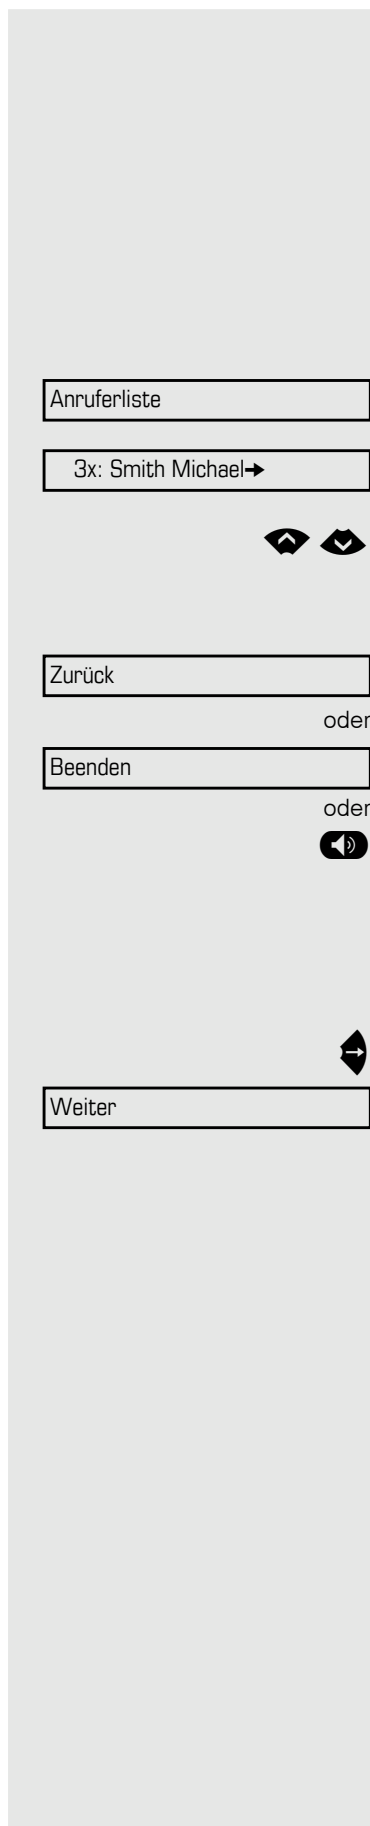 Anruferliste
3x: Smith Michael→
Zurück
oder
Beenden
oder
Weiter